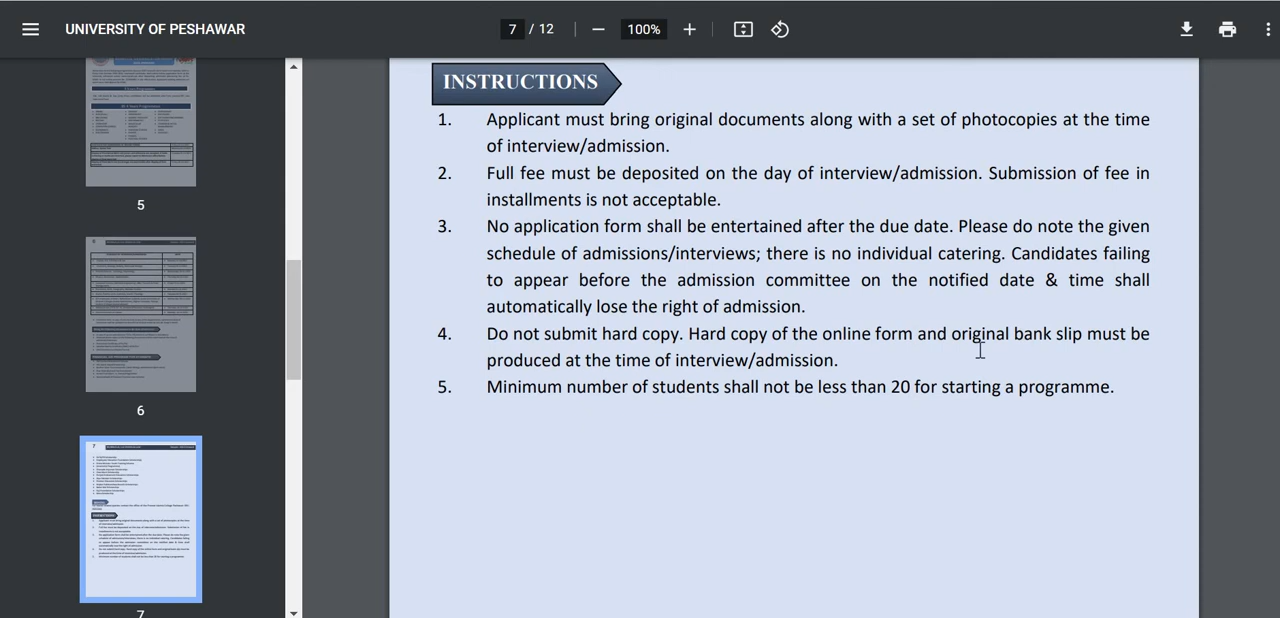 UNIVERSITY OF PESHAWAR
7 / 12
100%
5
6
7
INSTRUCTIONS
1. Applicant must bring original documents along with a set of photocopies at the time
of interview/admission.
2. Full fee must be deposited on the day of interview/admission. Submission of fee in
installments is not acceptable.
3. No application form shall be entertained after the due date. Please do note the given
schedule of admissions/interviews; there is no individual catering. Candidates failing
to appear before the admission committee on the notified date & time shall
automatically lose the right of admission.
4. Do not submit hard copy. Hard copy of the online form and original bank slip must be
produced at the time of interview/admission.
5. Minimum number of students shall not be less than 20 for starting a programme.